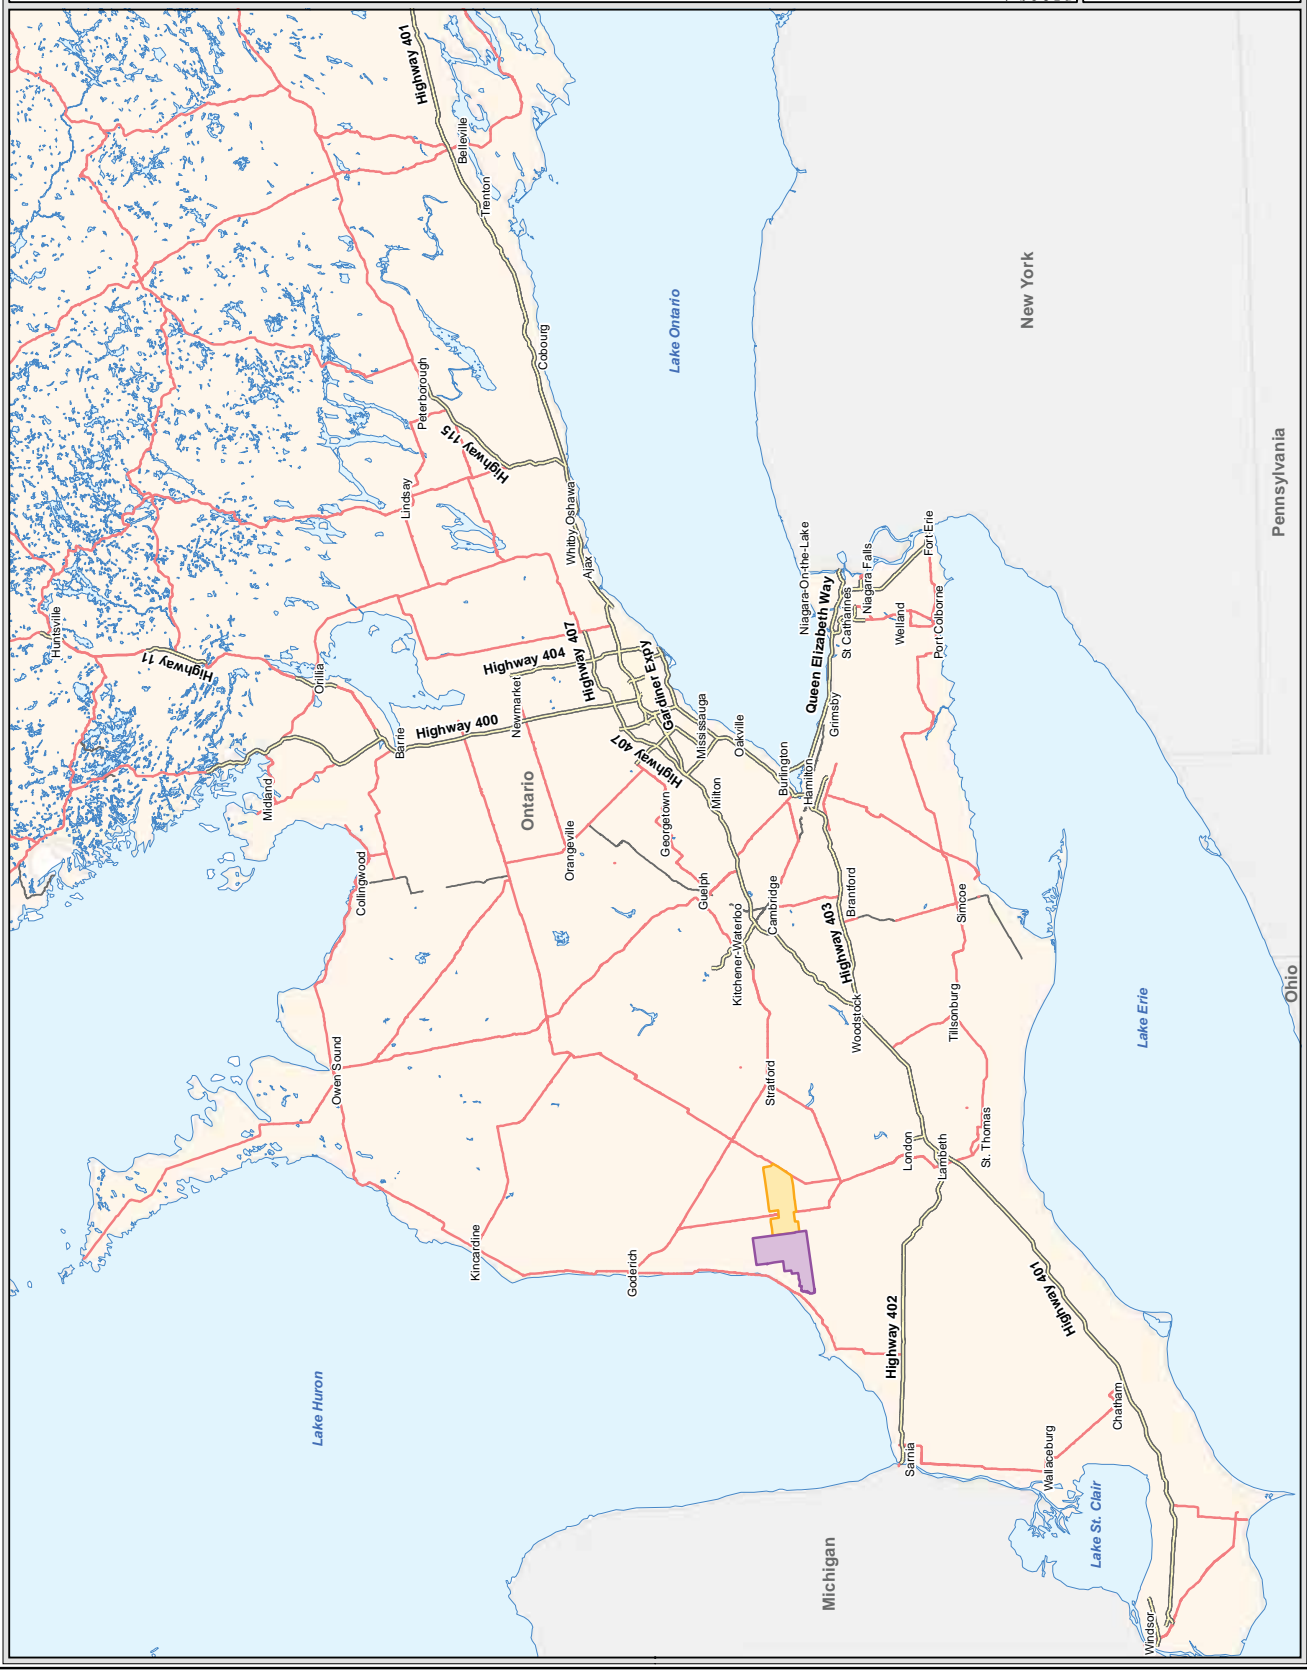 Highway 401
Belleville
Trenton
Cobourg
Lake Ontario
New York
Pennsylvania
Peterborough
Highway 115
Lindsay
Whitby
Oshawa
Ajax
Huntsville
Highway 11
Orillia
Barrie
Highway 400
Newmarket
Highway 404
Highway 407
Gardiner Expy
Highway 407
Mississauga
Oakville
Burlington
Hamilton
Milton
Georgetown
Niagara-On-the-Lake
Queen Elizabeth Way
St Catharines
Niagara Falls
Fort Erie
Welland
Port Colborne
Grimsby
Midland
Ontario
Collingwood
Orangeville
Guelph
Kitchener-Waterloo
Cambridge
Highway 403
Brantford
Simcoe
Woodstock
Tillsonburg
Ohio
Lake Erie
Owen Sound
Stratford
London
Lambeth
St. Thomas
Kincardine
Goderich
Highway 402
Highway 401
Lake Huron
Sarnia
Wallaceburg
Chatham
Lake St. Clair
Michigan
Windsor